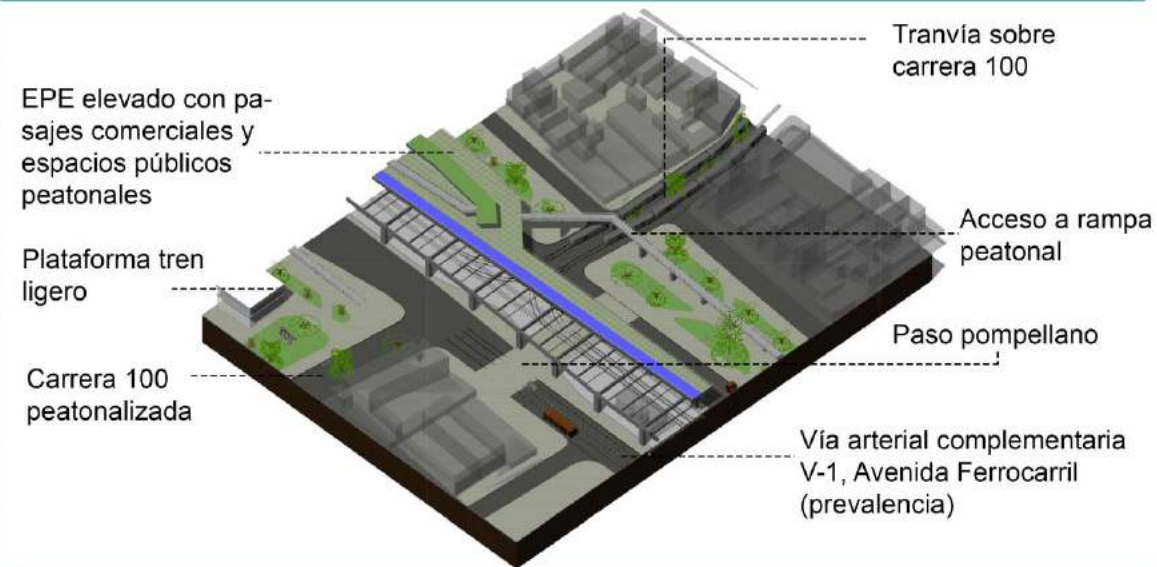 EPE elevado con pa-
sajes comerciales y
espacios públicos
peatonales
Plataforma tren
ligero
Carrera 100
peatonalizada
Tranvía sobre
carrera 100
Acceso a rampa
peatonal
Paso pompellano
Vía arterial complementaria
V-1, Avenida Ferrocarril
(prevalencia)